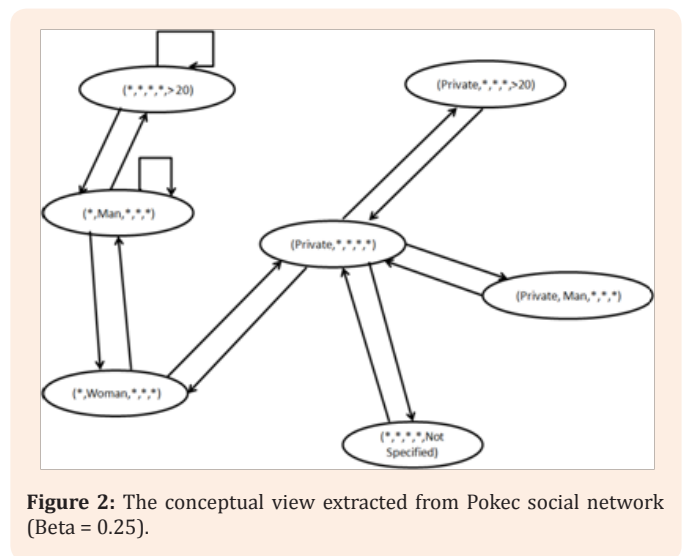 (*,*,*,*,>20)
(Private,*,*,*,>20)
(*,Man,*,*,*)
(Private,*,*,*,*)
(Private, Man,*,*,*)
(*,Woman,*,*,*)
(*,*,*,*,Not
Specified)
Figure 2: The conceptual view extracted from Pokec social network
(Beta = 0.25).